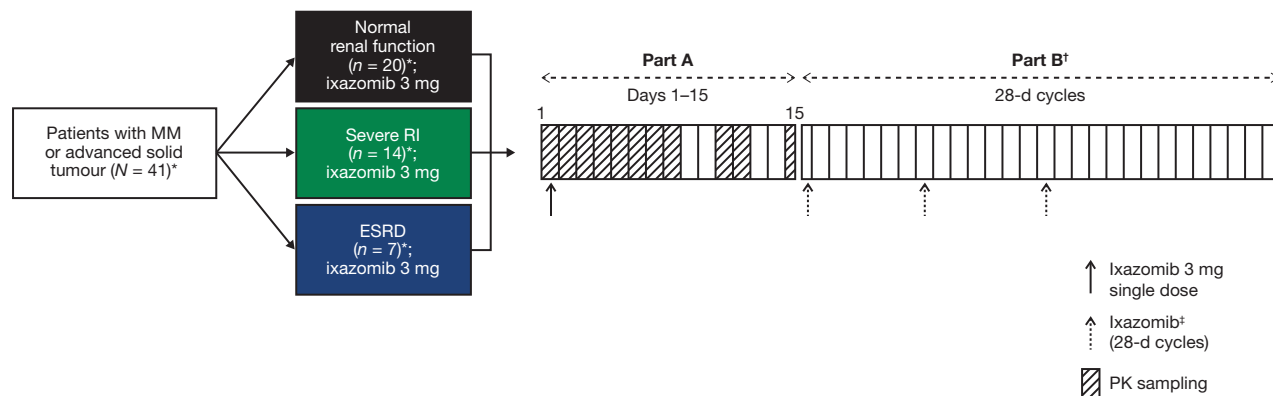 Patients with MM
or advanced solid
tumour (N = 41)*
Normal
renal function
(n = 20)*;
ixazomib 3 mg
Severe RI
(n = 14)*;
ixazomib 3 mg
ESRD
(n = 7)*;
ixazomib 3 mg
Part A
Days 1–15
1
15
Part B†
28-d cycles
Ixazomib 3 mg
single dose
Ixazomib‡
(28-d cycles)
PK sampling